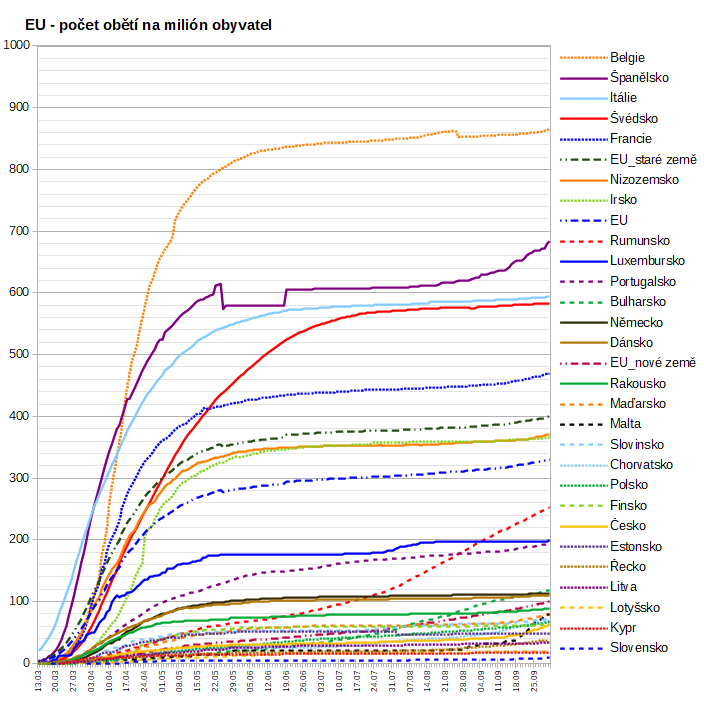 EU - počet obětí na milión obyvatel
1000
900
800
700
600
500
400
300
200
100
0
13.03
20.03
27.03
03.04
10.04
17.04
24.04
01.05
08.05
15.05
22.05
29.05
05.06
12.06
19.06
26.06
03.07
10.07
17.07
24.07
31.07
07.08
14.08
21.08
28.08
04.09
11.09
18.09
25.09
Belgie
Španělsko
Itálie
Švédsko
Francie
EU_staré země
Nizozemsko
Irsko
EU
Rumunsko
Luxembursko
Portugalsko
Bulharsko
Německo
Dánsko
EU_nové země
Rakousko
Maďarsko
Malta
Slovinsko
Chorvatsko
Polsko
Finsko
Česko
Estonsko
Řecko
Litva
Lotyšsko
Kypr
Slovensko